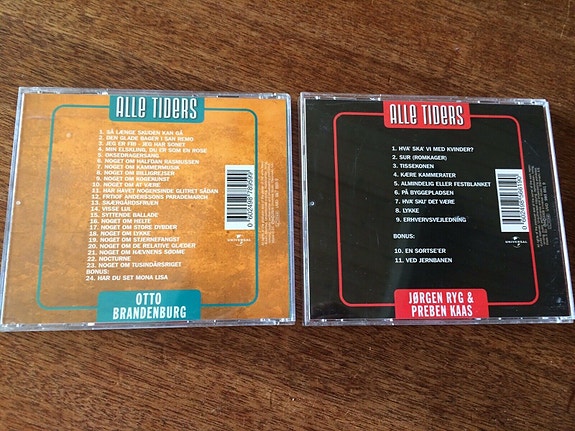 ALLE TIDERS
1. SÅ LÆNGE SKUDEN KAN GÅ
2. DEN GLADE BAGER I SAN REMO
3. JEG ER FRI - JEG HAR SONET
4. MIN ELSKLING, DU ER SOM EN ROSE
5. OKSEDRAGERSANG
6. NOGET OM HALFDAN RASMUSSEN
7. NOGET OM KAMMERMUSIK
8. NOGET OM BILLIGREJSER
9. NOGET OM KOGEKUNST
10. NOGET OM AT VÆRE
11. HAR HAVET NOGENSINDE GLITRET SÅDAN
12. FRITIOF ANDERSSONS PARADEMARCH
13. SKÆRGÅRDSFRUEN
14. VISSE LUL
15. SYTTENDE BALLADE
16. NOGET OM HELTE
17. NOGET OM STORE DYBDER
18. NOGET OM LYKKE
19. NOGET OM STJERNEFANGST
20. NOGET OM DE RELATIVE GLÆDER
21. NOGET OM HÆVNENS SØDME
22. NOCTURNE
23. NOGET OM TUSINDÅRSRIGET
BONUS:
24. HAR DU SET MONA LISA
UNIVERSAL
OTTO
BRANDENBURG
ALLE TIDERS
1. HVA' SKA' VI MED KVINDER?
2. SUR (ROMKAGER)
3. TISSEKONEN
4. KÆRE KAMMERATER
5. ALMINDELIG ELLER FESTBLANKET
6. PÅ BYGGEPLADSEN
7. HVA' SKU' DET VÆRE
8. LYKKE
9. ERHVERVSVEJLEDNING
BONUS:
10. EN SORTSE'ER
11. VED JERNBANEN
UNIVERSAL
JØRGEN RYG &
PREBEN KAAS